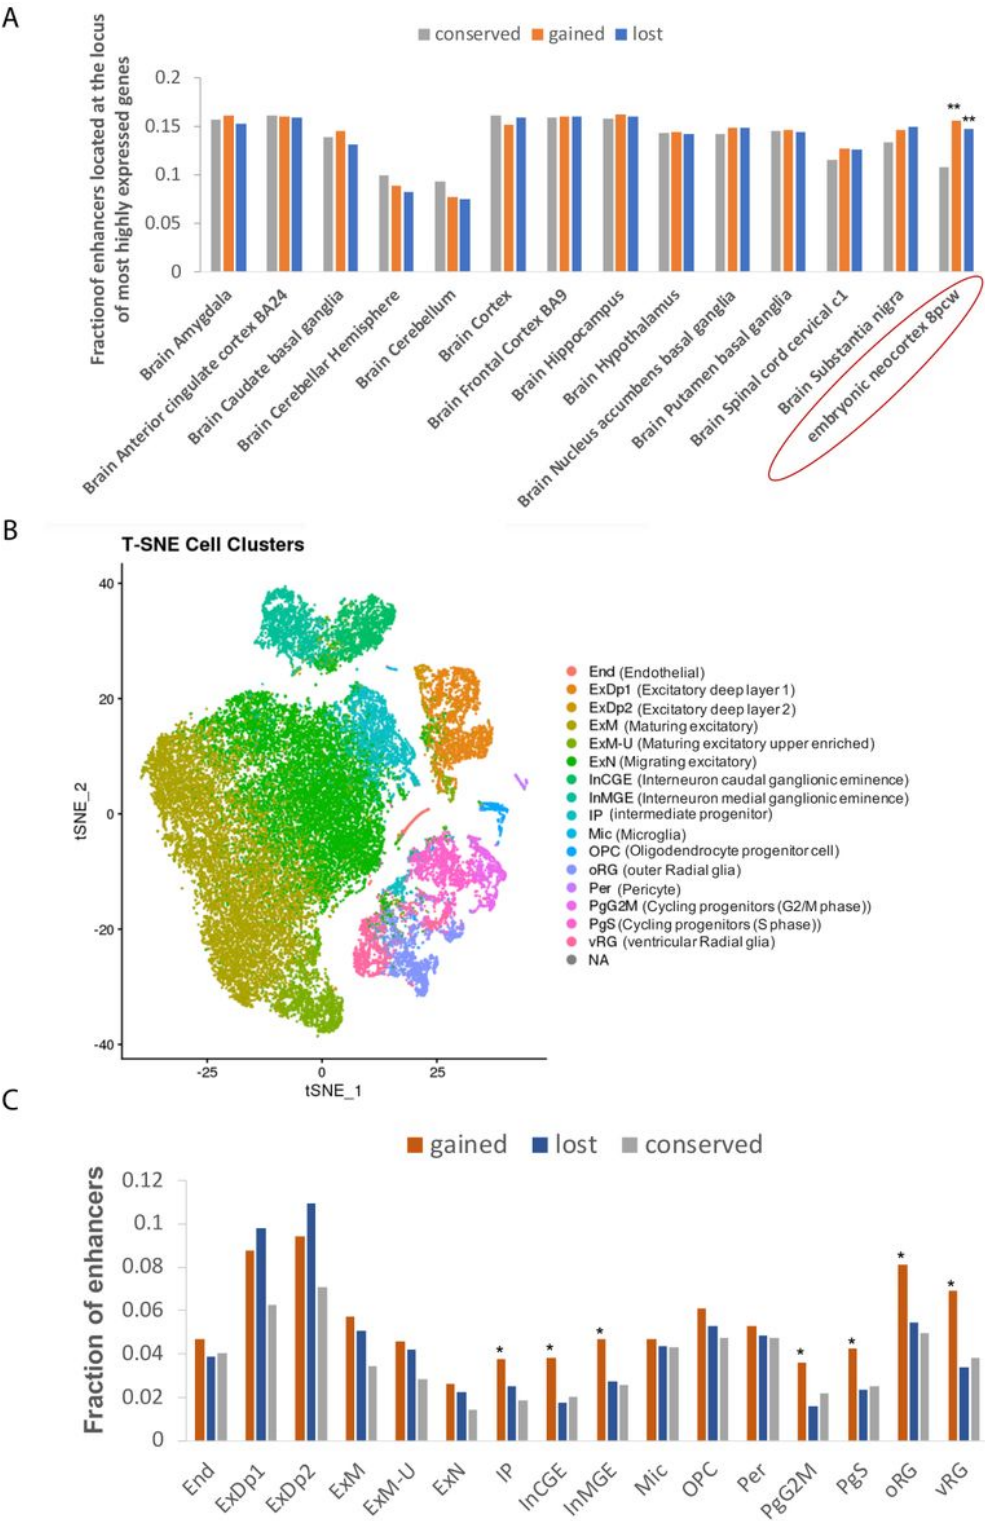 A
conserved gained lost
Fractionof enhancers located at the locus
of most highly expressed genes
0.2
0.15
0.1
0.05
0
**
**
Brain Amygdala
Brain Anterior cingulate cortex BA24
Brain Caudate basal ganglia
Brain Cerebellar Hemisphere
Brain Cerebellum
Brain Cortex
Brain Frontal Cortex BA9
Brain Hippocampus
Brain Hypothalamus
Brain Nucleus accumbens basal ganglia
Brain Putamen basal ganglia
Brain Spinal cord cervical c1
Brain Substantia nigra
embryonic neocortex 8pcw
B
T-SNE Cell Clusters
40
20
0
-20
-40
tSNE_2
-25 0 25
tSNE_1
End (Endothelial)
ExDp1 (Excitatory deep layer 1)
ExDp2 (Excitatory deep layer 2)
ExM (Maturing excitatory)
ExM-U (Maturing excitatory upper enriched)
ExN (Migrating excitatory)
InCGE (Interneuron caudal ganglionic eminence)
InMGE (Interneuron medial ganglionic eminence)
IP (intermediate progenitor)
Mic (Microglia)
OPC (Oligodendrocyte progenitor cell)
oRG (outer Radial glia)
Per (Pericyte)
PgG2M (Cycling progenitors (G2/M phase))
PgS (Cycling progenitors (S phase))
vRG (ventricular Radial glia)
NA
C
gained lost conserved
Fraction of enhancers
0.12
0.1
0.08
0.06
0.04
0.02
0
* * * * * * *
End ExDp1 ExDp2 ExM ExM-U ExN IP InCGE InMGE Mic OPC Per PgG2M PgS oRG vRG